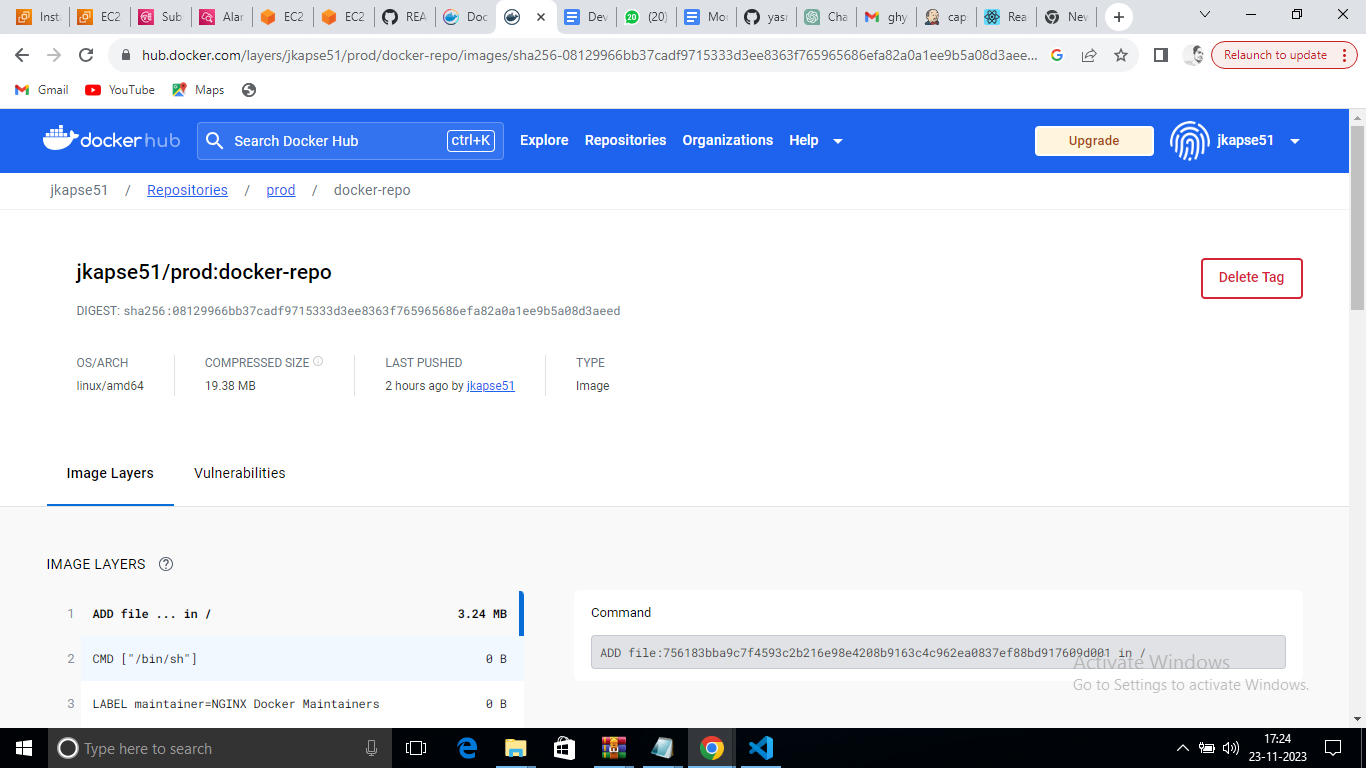 Inst
EC2
Sub
Alar
EC2
EC2
REA
Doc
Dev
(20)
Mo
yas
Cha
ghy
cap
Rea
Nev
hub.docker.com/layers/jkapse51/prod/docker-repo/images/sha256-08129966bb37cadf9715333d3ee8363f765965686efa82a0a1ee9b5a08d3aee...
Relaunch to update
Gmail
YouTube
Maps
docker hub
Search Docker Hub
ctrl+K
Explore
Repositories
Organizations
Help
Upgrade
jkapse51
jkapse51 / Repositories / prod / docker-repo
jkapse51/prod:docker-repo
Delete Tag
DIGEST: sha256:08129966bb37cadf9715333d3ee8363f765965686efa82a0a1ee9b5a08d3aeed
OS/ARCH
linux/amd64
COMPRESSED SIZE
19.38 MB
LAST PUSHED
2 hours ago by jkapse51
TYPE
Image
Image Layers
Vulnerabilities
IMAGE LAYERS
1 ADD file ... in / 3.24 MB
2 CMD ["/bin/sh"] 0 B
3 LABEL maintainer=NGINX Docker Maintainers 0 B
Command
ADD file:756183bba9c7f4593c2b216e98e4208b9163c4c962ea0837ef88bd917609d001 in /
Activate Windows
Go to Settings to activate Windows.
Type here to search
17:24
23-11-2023